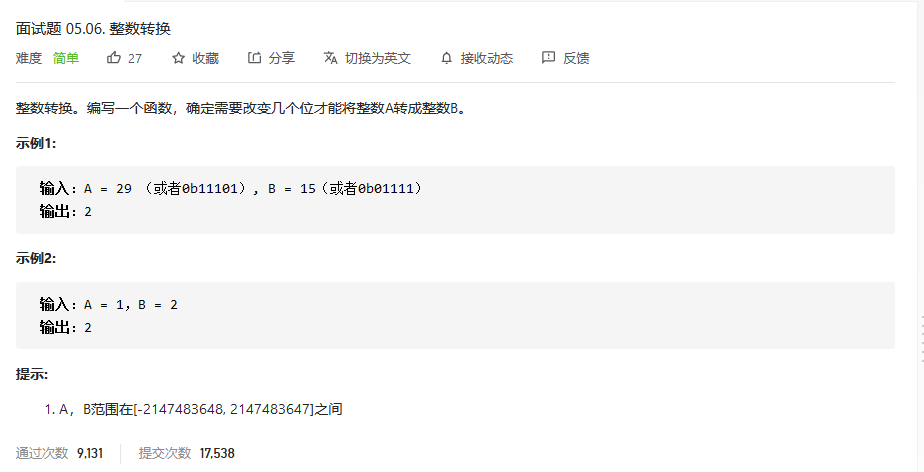 面试题 05.06. 整数转换
难度 简单 27 收藏 分享 切换为英文 接收动态 反馈
整数转换。编写一个函数，确定需要改变几个位才能将整数A转成整数B。
示例1:
输入：A = 29 （或者0b11101）, B = 15（或者0b01111）
输出：2
示例2:
输入：A = 1，B = 2
输出：2
提示:
1. A，B范围在[-2147483648, 2147483647]之间
通过次数 9,131 提交次数 17,538